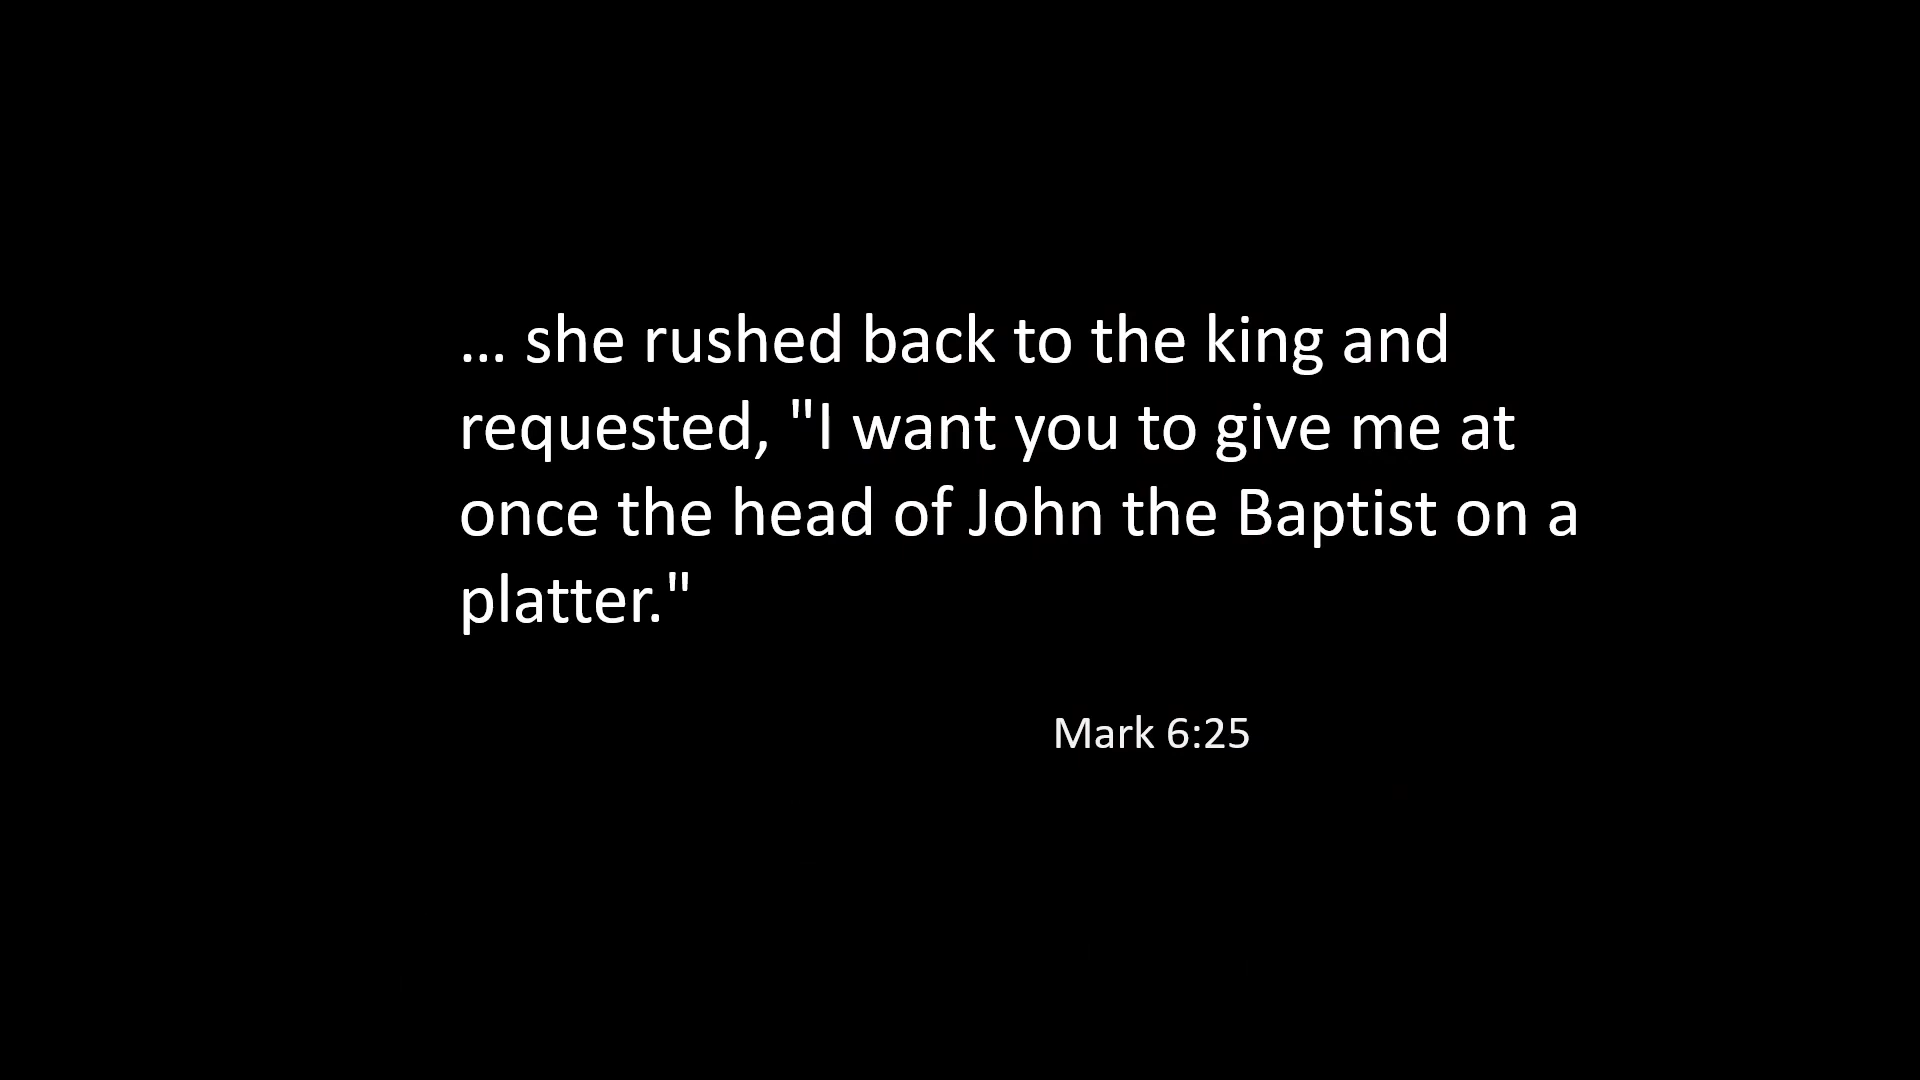 ... she rushed back to the king and
requested, "I want you to give me at
once the head of John the Baptist on a
platter."
Mark 6:25